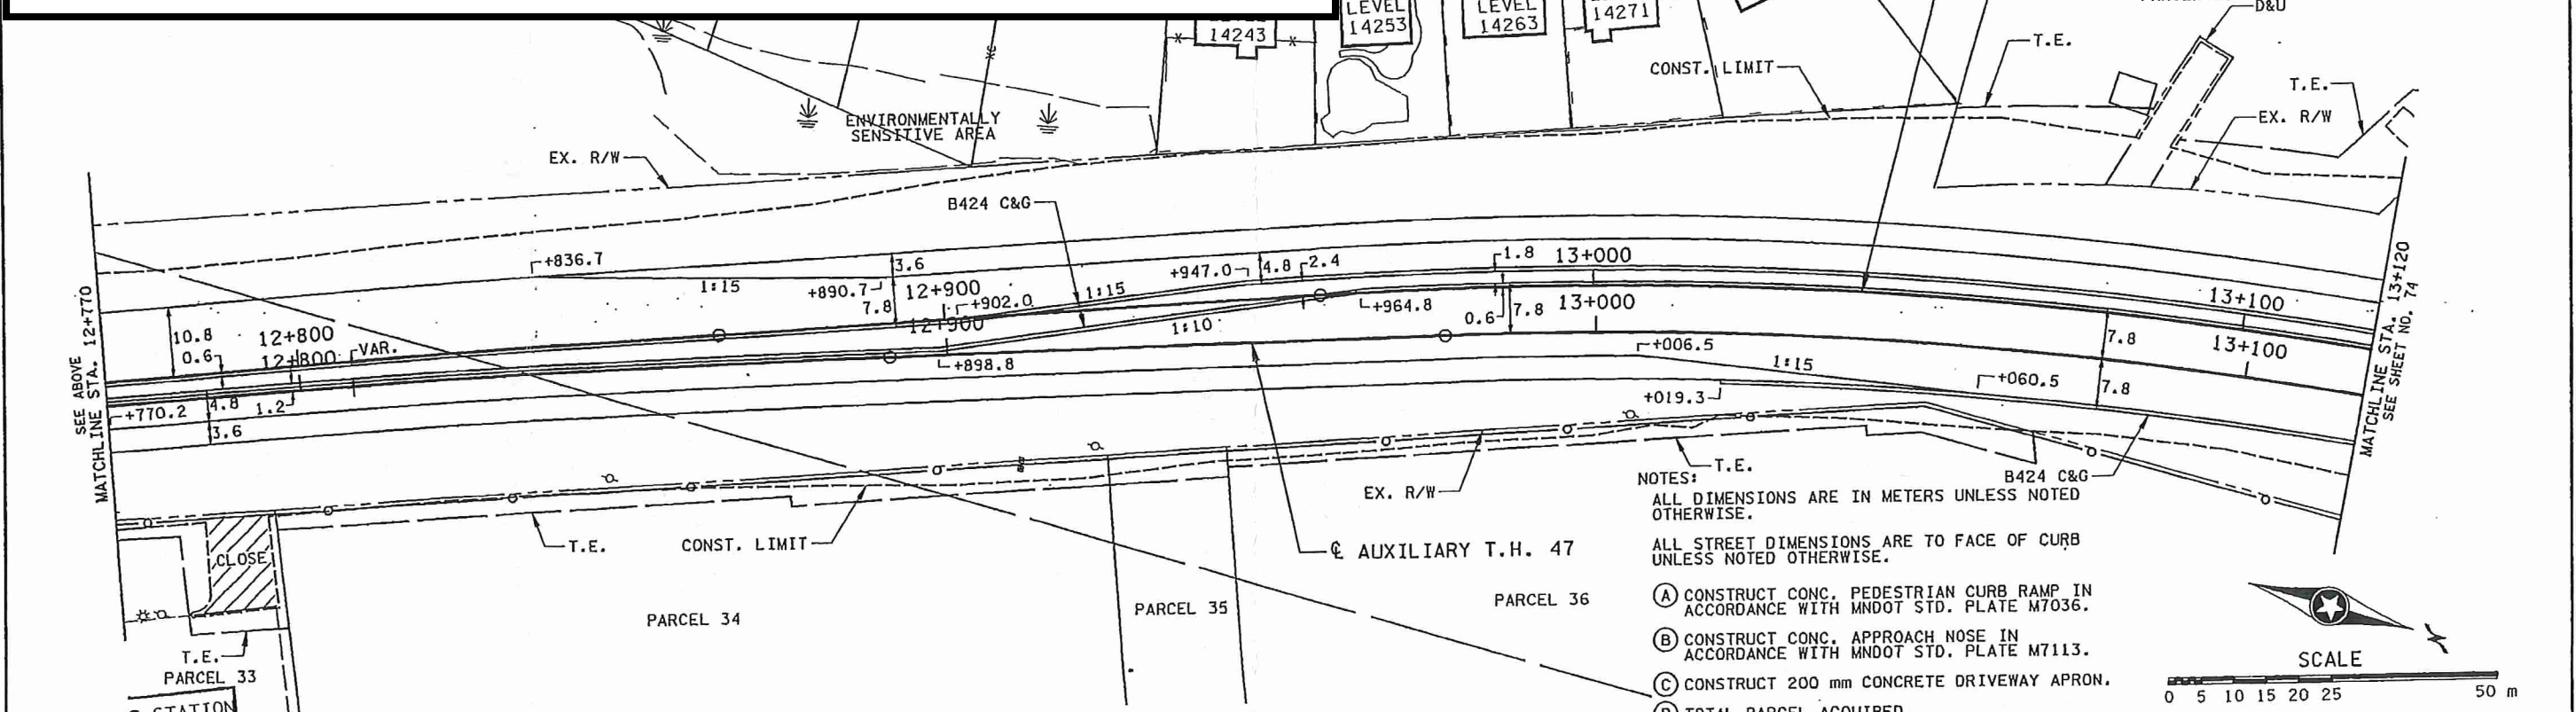 LEVEL
14243
LEVEL
14253
LEVEL
14263
14271
D&U
T.E.
CONST. LIMIT
T.E.
EX. R/W
ENVIRONMENTALLY
SENSITIVE AREA
EX. R/W
B424 C&G
+836.7
3.6
1:15
+890.7
12+900
+902.0
7.8
12+900
1:15
+947.0
4.8
2.4
1.8
13+000
+964.8
0.6
7.8
13+000
1:10
+898.8
10.8
0.6
12+800
12+800
VAR.
+770.2
4.8
1.2
3.6
+006.5
1:15
+019.3
+060.5
7.8
7.8
13+100
13+100
SEE ABOVE
MATCHLINE STA. 12+770
MATCHLINE STA. 13+120
SEE SHEET NO. 74
B424 C&G
T.E.
EX. R/W
T.E.
CONST. LIMIT
℄ AUXILIARY T.H. 47
CLOSE
T.E.
PARCEL 33
STATION
PARCEL 34
PARCEL 35
PARCEL 36
NOTES:
ALL DIMENSIONS ARE IN METERS UNLESS NOTED
OTHERWISE.
ALL STREET DIMENSIONS ARE TO FACE OF CURB
UNLESS NOTED OTHERWISE.
A CONSTRUCT CONC. PEDESTRIAN CURB RAMP IN
ACCORDANCE WITH MNDOT STD. PLATE M7036.
B CONSTRUCT CONC. APPROACH NOSE IN
ACCORDANCE WITH MNDOT STD. PLATE M7113.
C CONSTRUCT 200 mm CONCRETE DRIVEWAY APRON.
D TOTAL PARCEL ACQUIRED
SCALE
0 5 10 15 20 25 50 m